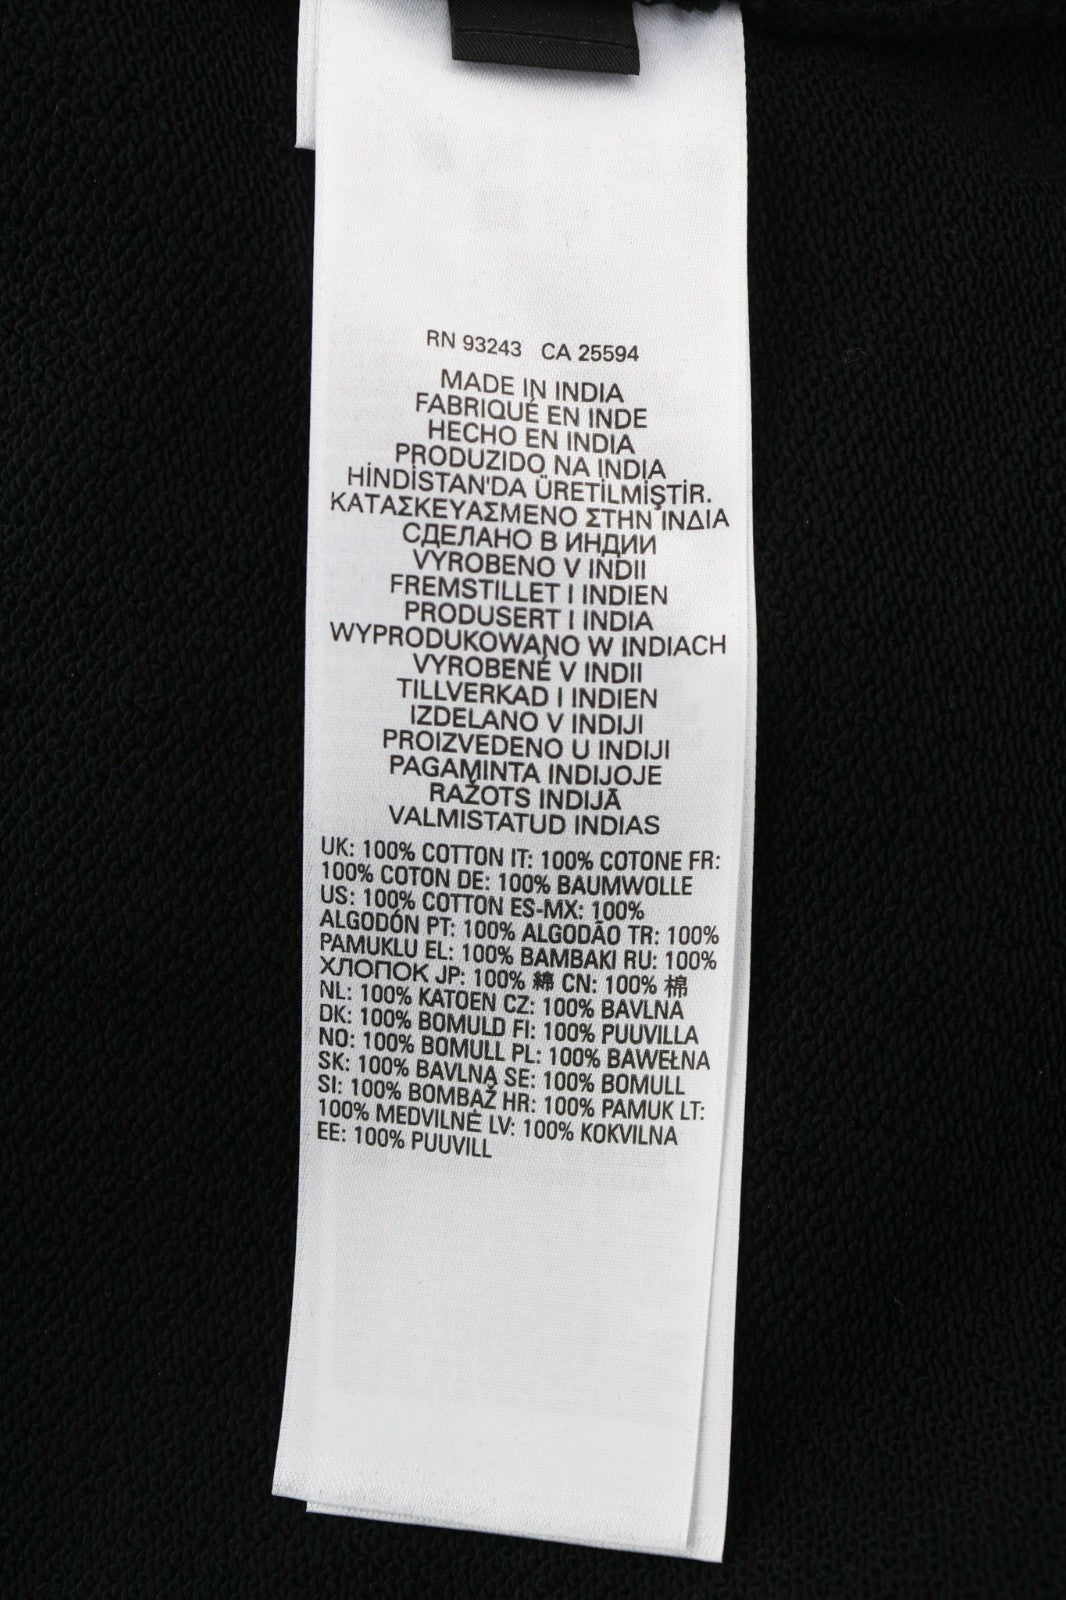 RN 93243 CA 25594
MADE IN INDIA
FABRIQUÉ EN INDE
HECHO EN INDIA
PRODUZIDO NA INDIA
HİNDİSTAN'DA ÜRETİLMİŞTİR.
ΚΑΤΑΣΚΕΥΑΣΜΕΝΟ ΣΤΗΝ ΙΝΔΙΑ
СДЕЛАНО В ИНДИИ
VYROBENO V INDII
FREMSTILLET I INDIEN
PRODUSERT I INDIA
WYPRODUKOWANO W INDIACH
VYROBENÉ V INDII
TILLVERKAD I INDIEN
IZDELANO V INDIJI
PROIZVEDENO U INDIJI
PAGAMINTA INDIJOJE
RAŽOTS INDIJĀ
VALMISTATUD INDIAS
UK: 100% COTTON IT: 100% COTONE FR:
100% COTON DE: 100% BAUMWOLLE
US: 100% COTTON ES-MX: 100%
ALGODÓN PT: 100% ALGODÃO TR: 100%
PAMUKLU EL: 100% ΒΑΜΒΑΚΙ RU: 100%
ХЛОПОК JP: 100% 綿 CN: 100% 棉
NL: 100% KATOEN CZ: 100% BAVLNA
DK: 100% BOMULD FI: 100% PUUVILLA
NO: 100% BOMULL PL: 100% BAWEŁNA
SK: 100% BAVLNA SE: 100% BOMULL
SI: 100% BOMBAŽ HR: 100% PAMUK LT:
100% MEDVILNĖ LV: 100% KOKVILNA
EE: 100% PUUVILL